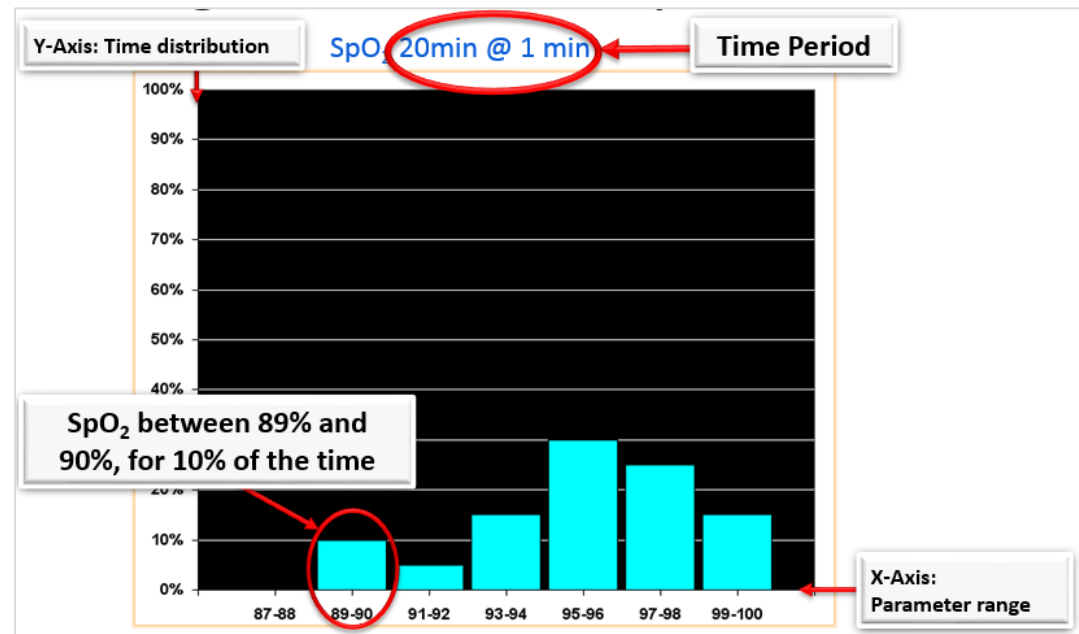 Y-Axis: Time distribution
SpO₂ 20min @ 1 min
Time Period
100%
90%
80%
70%
60%
50%
40%
SpO₂ between 89% and
90%, for 10% of the time
20%
10%
0%
87-88 89-90 91-92 93-94 95-96 97-98 99-100
X-Axis:
Parameter range